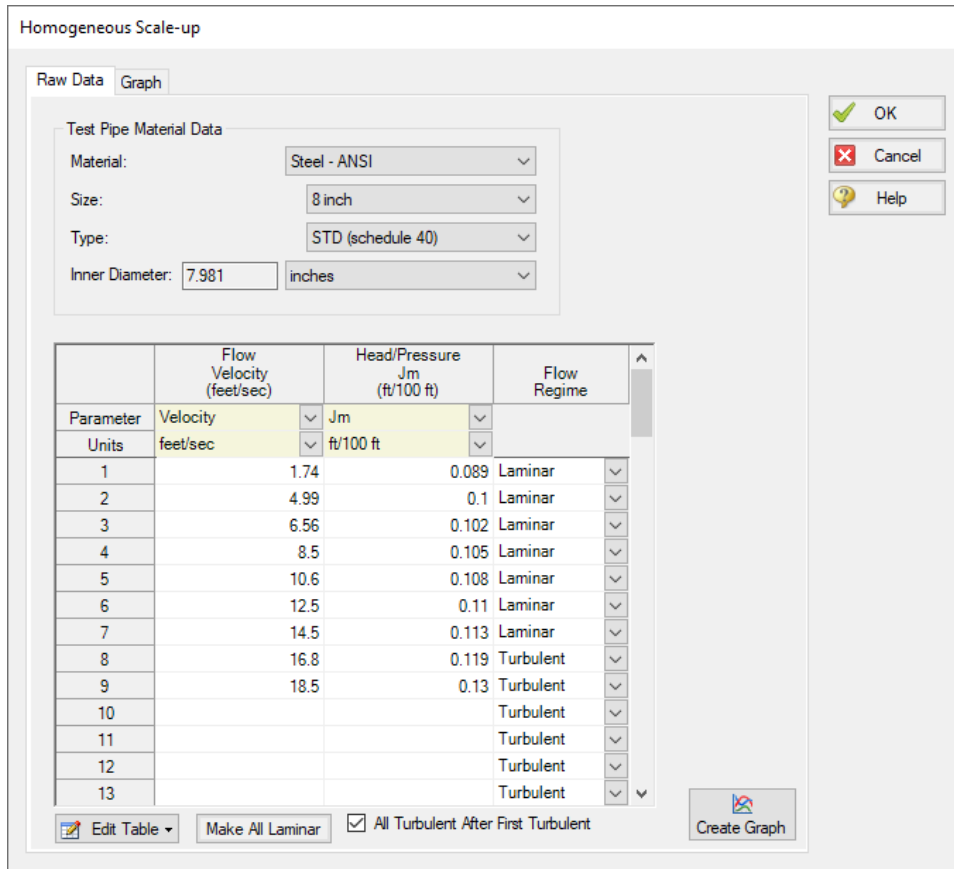 Homogeneous Scale-up
Raw Data Graph
OK
Cancel
Help
Test Pipe Material Data
Material: Steel - ANSI
Size: 8 inch
Type: STD (schedule 40)
Inner Diameter: 7.981 inches
Flow Velocity (feet/sec) Head/Pressure Jm (ft/100 ft) Flow Regime
Parameter Velocity Jm
Units feet/sec ft/100 ft
1 1.74 0.089 Laminar
2 4.99 0.1 Laminar
3 6.56 0.102 Laminar
4 8.5 0.105 Laminar
5 10.6 0.108 Laminar
6 12.5 0.11 Laminar
7 14.5 0.113 Laminar
8 16.8 0.119 Turbulent
9 18.5 0.13 Turbulent
10 Turbulent
11 Turbulent
12 Turbulent
13 Turbulent
Edit Table Make All Laminar All Turbulent After First Turbulent Create Graph